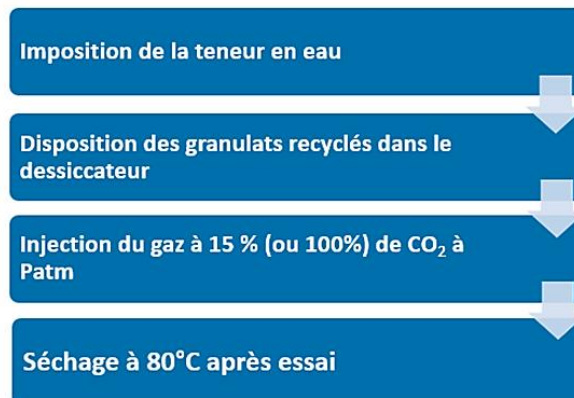 Imposition de la teneur en eau
Disposition des granulats recyclés dans le
dessiccateur
Injection du gaz à 15 % (ou 100%) de CO₂ à
Patm
Séchage à 80°C après essai